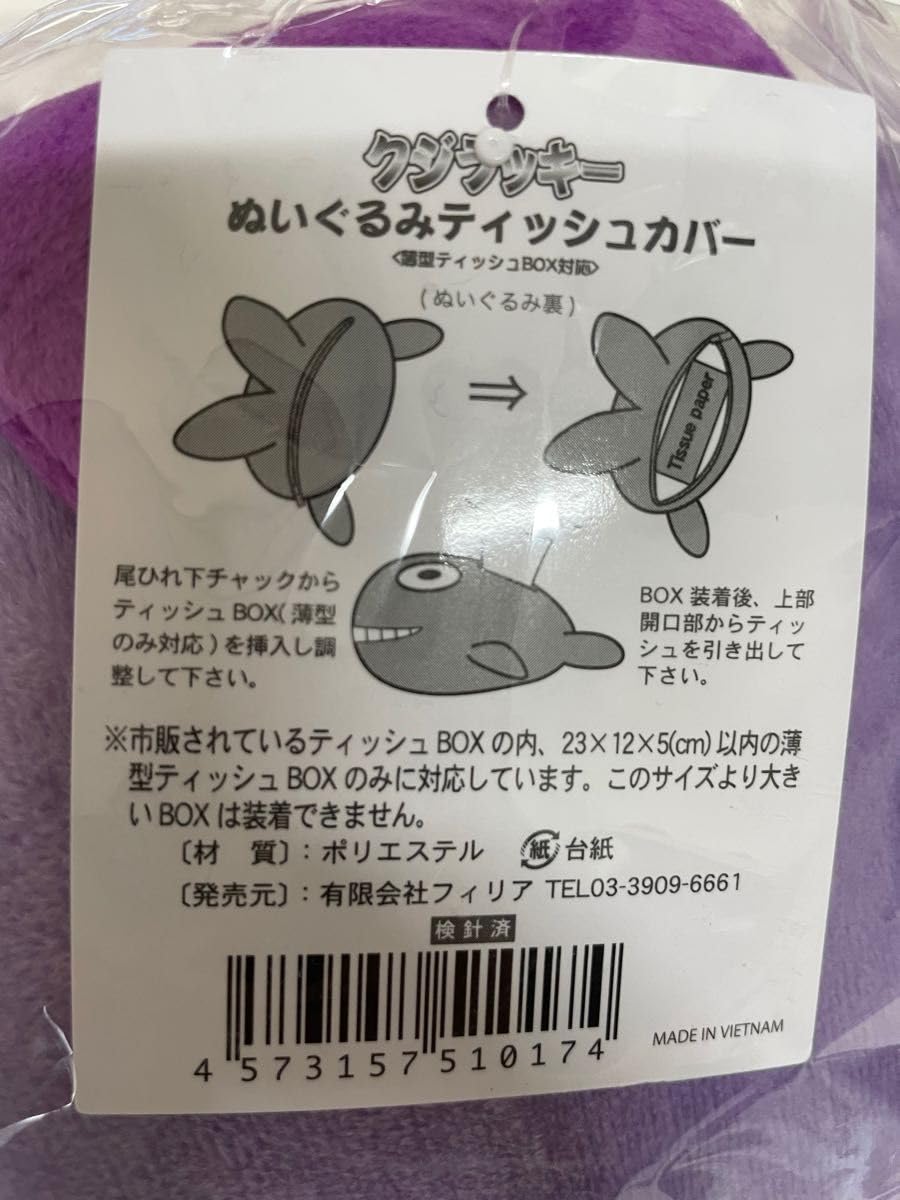 クジラッキー
ぬいぐるみティッシュカバー
<薄型ティッシュBOX対応>
(ぬいぐるみ裏)
⇒
Tissue paper
尾ひれ下チャックから
ティッシュBOX(薄型
のみ対応)を挿入し調
整して下さい。
BOX 装着後、上部
開口部からティッ
シュを引き出して
下さい。
※市販されているティッシュBOXの内、23×12×5(cm)以内の薄
型ティッシュBOXのみに対応しています。このサイズより大き
いBOXは装着できません。
〔材 質〕:ポリエステル 紙 台紙
〔発売元〕:有限会社フィリア TEL03-3909-6661
検針済
4 573157 510174
MADE IN VIETNAM